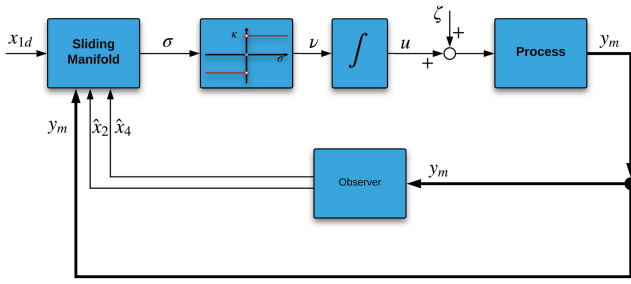 x₁d
Sliding
Manifold
σ
κ
σ
ν
∫
u
+
ζ
+
Process
yₘ
yₘ
x̂₂ x̂₄
Observer
yₘ